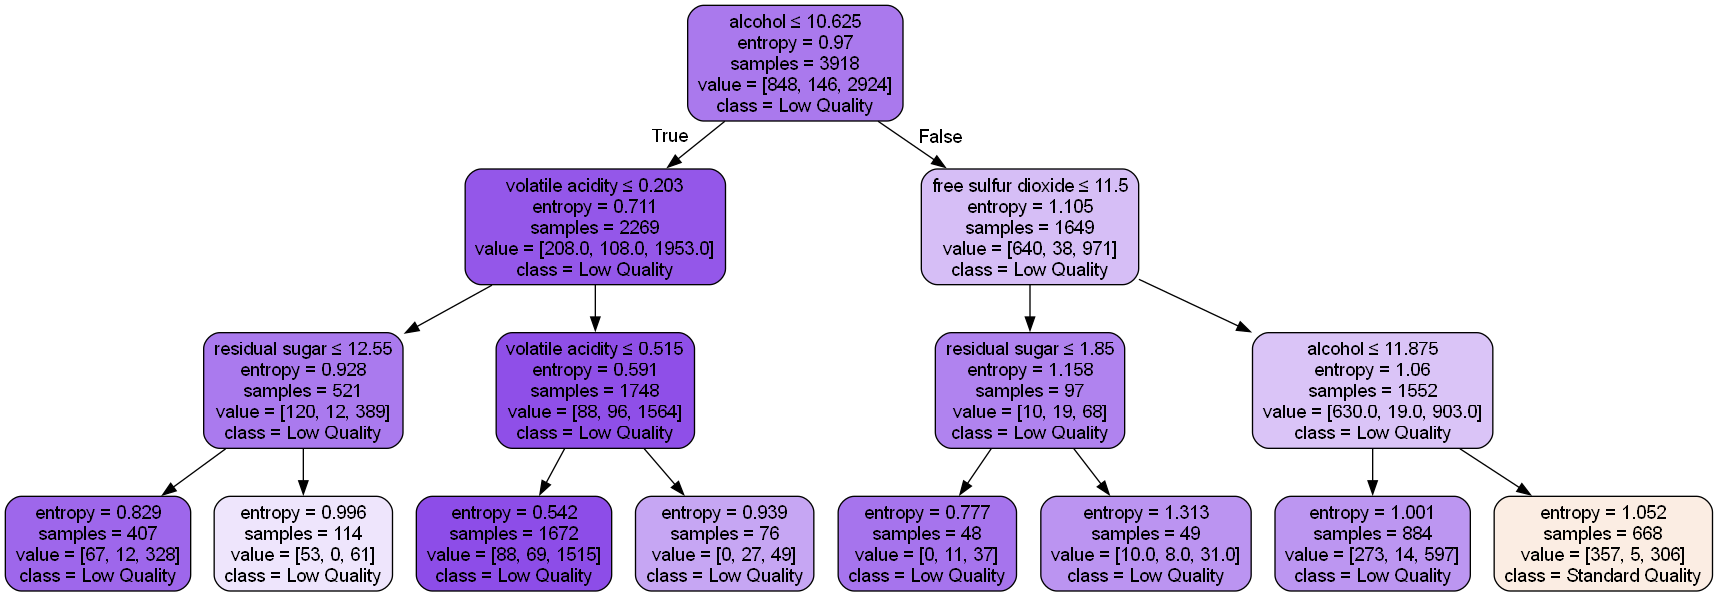 alcohol ≤ 10.625
entropy = 0.97
samples = 3918
value = [848, 146, 2924]
class = Low Quality
True
False
volatile acidity ≤ 0.203
entropy = 0.711
samples = 2269
value = [208.0, 108.0, 1953.0]
class = Low Quality
free sulfur dioxide ≤ 11.5
entropy = 1.105
samples = 1649
value = [640, 38, 971]
class = Low Quality
residual sugar ≤ 12.55
entropy = 0.928
samples = 521
value = [120, 12, 389]
class = Low Quality
volatile acidity ≤ 0.515
entropy = 0.591
samples = 1748
value = [88, 96, 1564]
class = Low Quality
residual sugar ≤ 1.85
entropy = 1.158
samples = 97
value = [10, 19, 68]
class = Low Quality
alcohol ≤ 11.875
entropy = 1.06
samples = 1552
value = [630.0, 19.0, 903.0]
class = Low Quality
entropy = 0.829
samples = 407
value = [67, 12, 328]
class = Low Quality
entropy = 0.996
samples = 114
value = [53, 0, 61]
class = Low Quality
entropy = 0.542
samples = 1672
value = [88, 69, 1515]
class = Low Quality
entropy = 0.939
samples = 76
value = [0, 27, 49]
class = Low Quality
entropy = 0.777
samples = 48
value = [0, 11, 37]
class = Low Quality
entropy = 1.313
samples = 49
value = [10.0, 8.0, 31.0]
class = Low Quality
entropy = 1.001
samples = 884
value = [273, 14, 597]
class = Low Quality
entropy = 1.052
samples = 668
value = [357, 5, 306]
class = Standard Quality